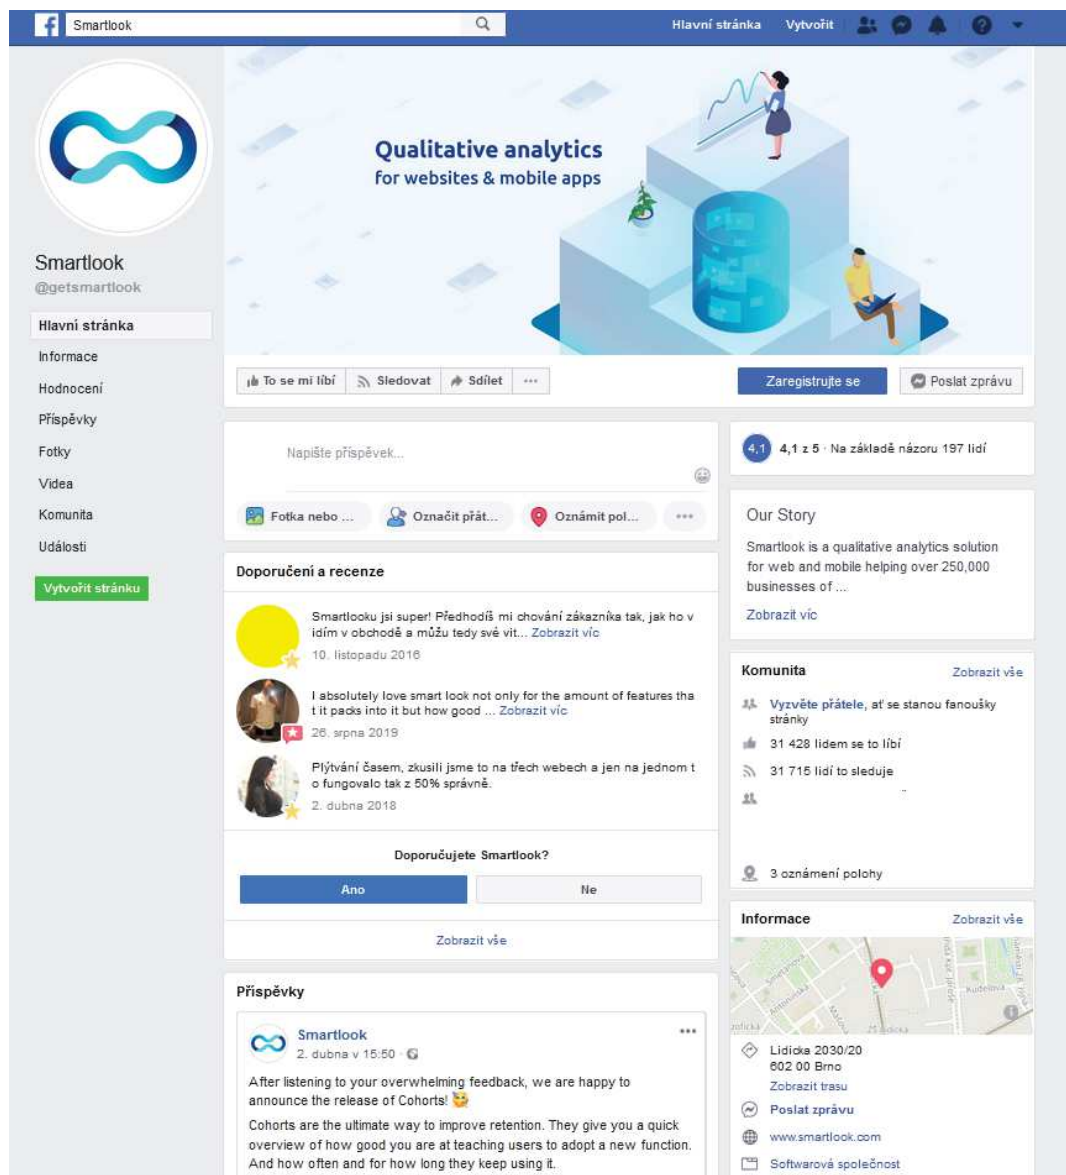 Smartlook
Hlavní stránka
Vytvořit
Qualitative analytics
for websites & mobile apps
Smartlook
@getsmartlook
Hlavní stránka
Informace
Hodnocení
Příspěvky
Fotky
Videa
Komunita
Události
Vytvořit stránku
To se mi líbí
Sledovat
Sdílet
Zaregistrujte se
Poslat zprávu
Napište příspěvek...
Fotka nebo ...
Označit přát...
Oznámit pol...
Doporučení a recenze
Smartlooku jsi super! Předhodíš mi chování zákazníka tak, jak ho v
idím v obchodě a můžu tedy své vit... Zobrazit víc
10. listopadu 2016
I absolutely love smart look not only for the amount of features tha
t it packs into it but how good ... Zobrazit víc
26. srpna 2019
Plýtvání časem, zkusili jsme to na třech webech a jen na jednom t
o fungovalo tak z 50% správně.
2. dubna 2018
Doporučujete Smartlook?
Ano
Ne
Zobrazit vše
Příspěvky
Smartlook
2. dubna v 15:50 ·
After listening to your overwhelming feedback, we are happy to
announce the release of Cohorts! 🥰
Cohorts are the ultimate way to improve retention. They give you a quick
overview of how good you are at teaching users to adopt a new function.
And how often and for how long they keep using it.
4,1
4,1 z 5 · Na základě názoru 197 lidí
Our Story
Smartlook is a qualitative analytics solution
for web and mobile helping over 250,000
businesses of ...
Zobrazit víc
Komunita
Zobrazit vše
Vyzvěte přátele, ať se stanou fanoušky
stránky
31 428 lidem se to líbí
31 715 lidí to sleduje
3 oznámení polohy
Informace
Zobrazit vše
Smetanova
Antonínská
Kudelova
Lidická 2030/20
602 00 Brno
Zobrazit trasu
Poslat zprávu
www.smartlook.com
Softwarová společnost